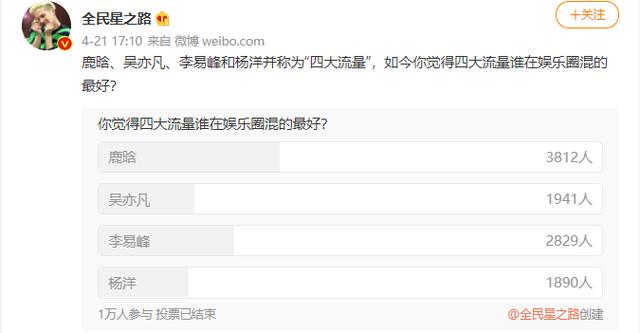 全民星之路
+关注
4-21 17:10 来自 微博 weibo.com
鹿晗、吴亦凡、李易峰和杨洋并称为“四大流量”，如今你觉得四大流量谁在娱乐圈混的
最好?
你觉得四大流量谁在娱乐圈混的最好?
鹿晗 3812人
吴亦凡 1941人
李易峰 2829人
杨洋 1890人
1万人参与 投票已结束 @全民星之路创建